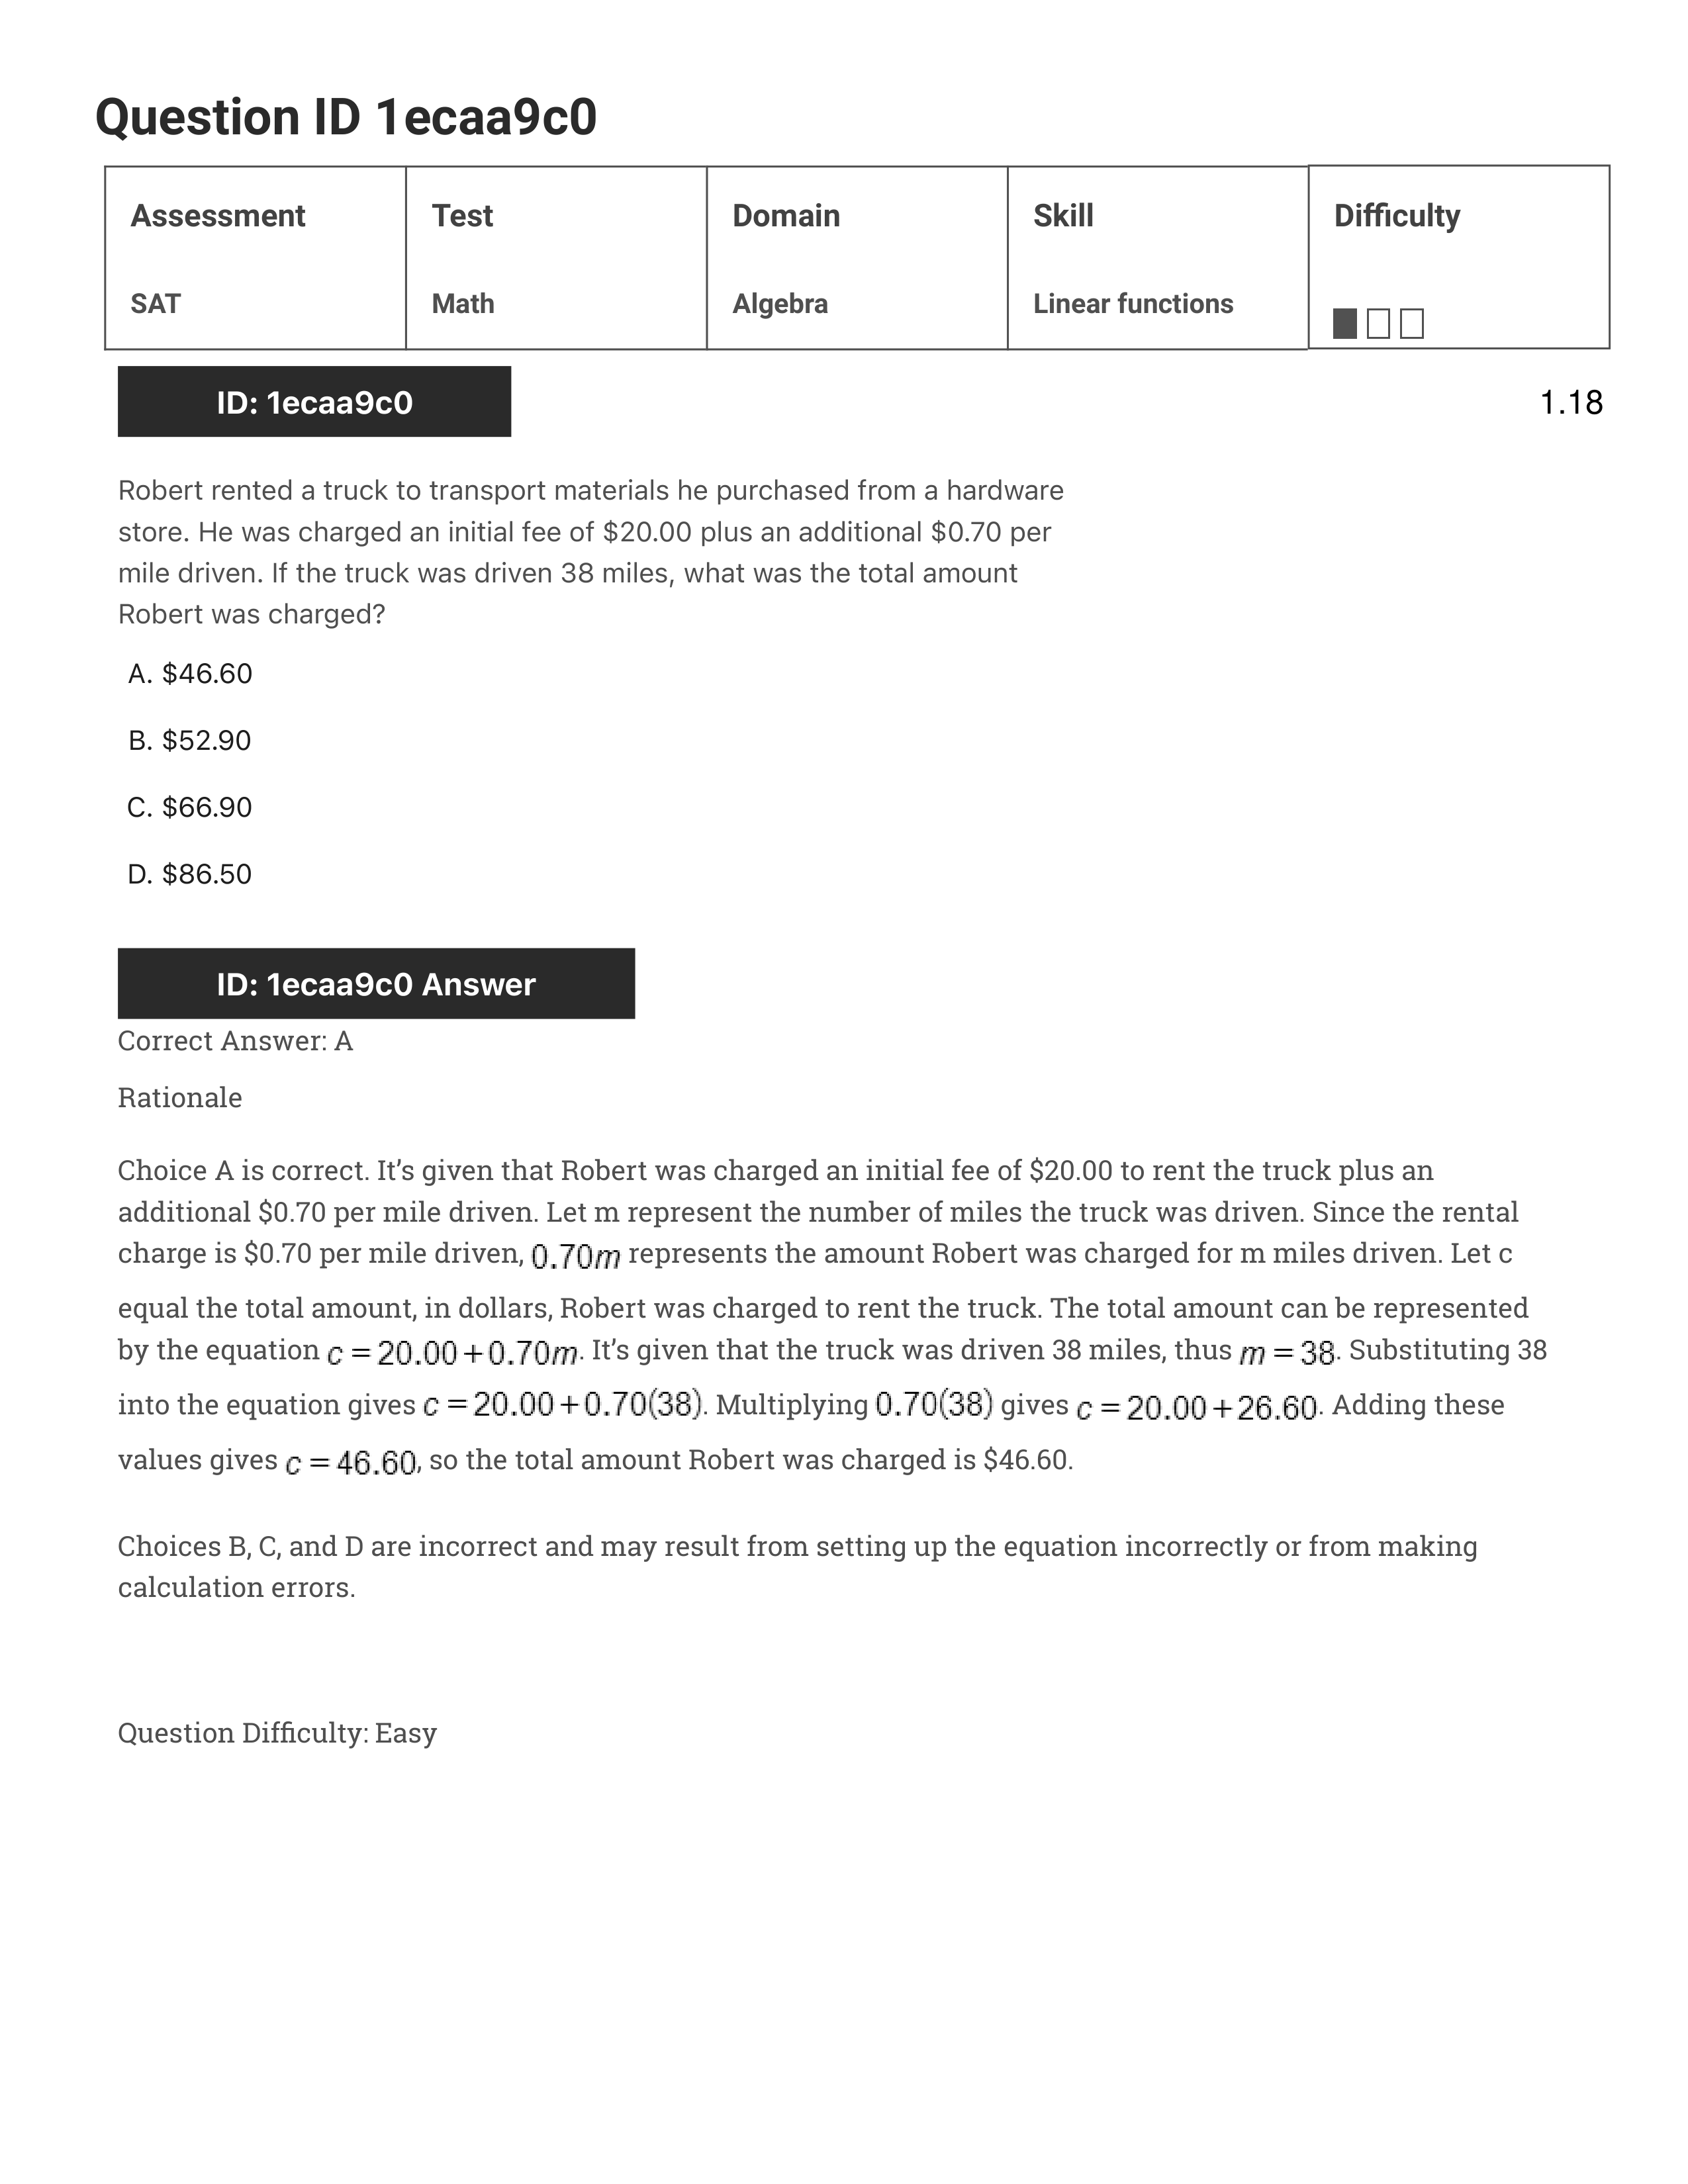 Question ID 1ecaa9c0
Assessment Test Domain Skill Difficulty
SAT Math Algebra Linear functions
ID: 1ecaa9c0 1.18
Robert rented a truck to transport materials he purchased from a hardware
store. He was charged an initial fee of $20.00 plus an additional $0.70 per
mile driven. If the truck was driven 38 miles, what was the total amount
Robert was charged?
A. $46.60
B. $52.90
C. $66.90
D. $86.50
ID: 1ecaa9c0 Answer
Correct Answer: A
Rationale
Choice A is correct. It’s given that Robert was charged an initial fee of $20.00 to rent the truck plus an
additional $0.70 per mile driven. Let m represent the number of miles the truck was driven. Since the rental
charge is $0.70 per mile driven, 0.70m represents the amount Robert was charged for m miles driven. Let c
equal the total amount, in dollars, Robert was charged to rent the truck. The total amount can be represented
by the equation c = 20.00 + 0.70m. It’s given that the truck was driven 38 miles, thus m = 38. Substituting 38
into the equation gives c = 20.00 + 0.70(38). Multiplying 0.70(38) gives c = 20.00 + 26.60. Adding these
values gives c = 46.60, so the total amount Robert was charged is $46.60.
Choices B, C, and D are incorrect and may result from setting up the equation incorrectly or from making
calculation errors.
Question Difficulty: Easy